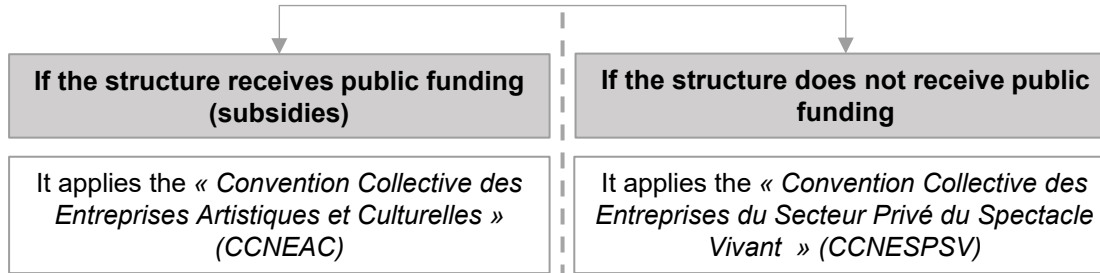 If the structure receives public funding
(subsidies)
It applies the « Convention Collective des
Entreprises Artistiques et Culturelles »
(CCNEAC)
If the structure does not receive public
funding
It applies the « Convention Collective des
Entreprises du Secteur Privé du Spectacle
Vivant » (CCNESPSV)